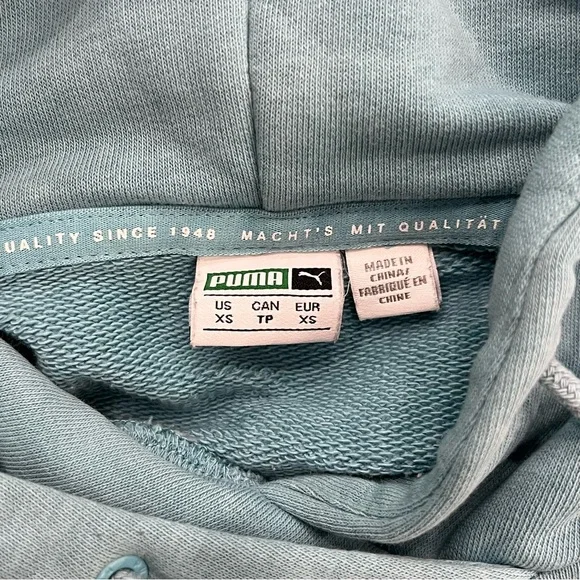 UALITY SINCE 1948 MACHT'S MIT QUALITÄT
PUMA
US CAN EUR
XS TP XS
MADE IN
CHINA/
FABRIQUÉ EN
CHINE